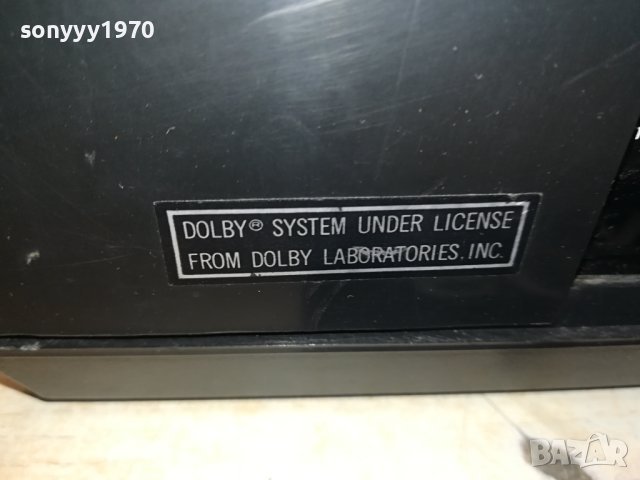 sonyyy1970
DOLBY® SYSTEM UNDER LICENSE
FROM DOLBY LABORATORIES. INC.
BAZAR